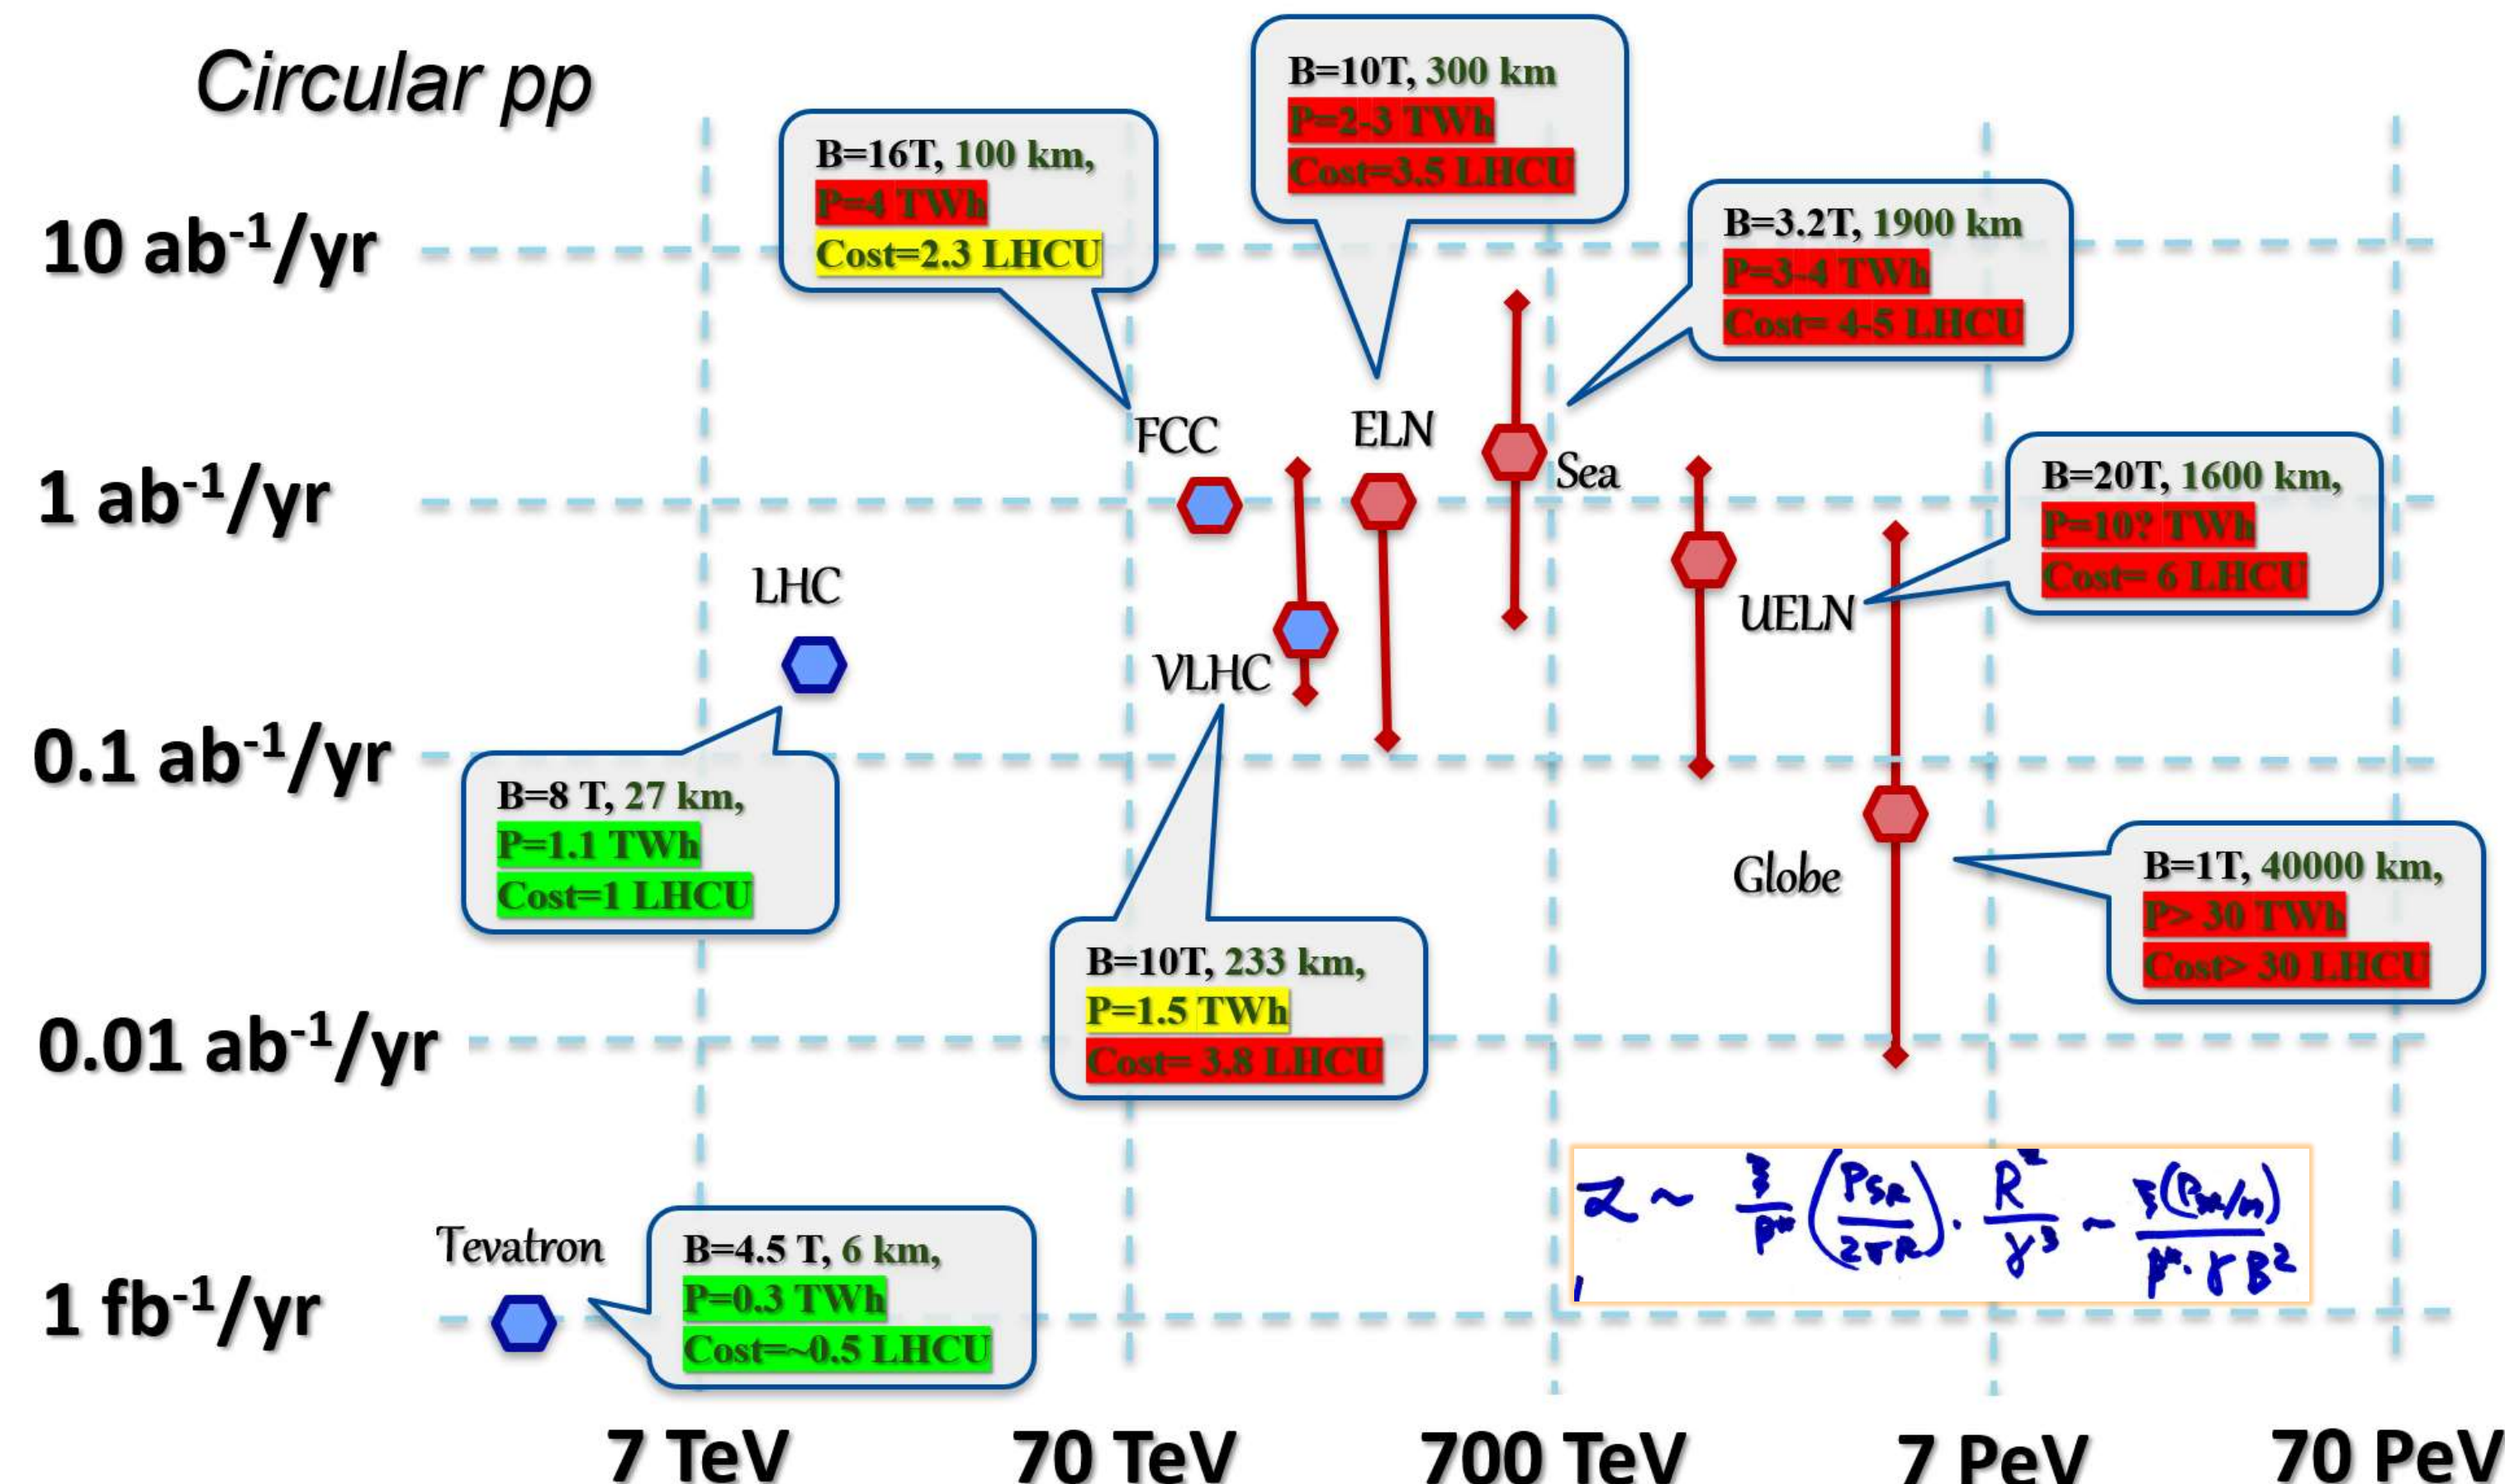 Circular pp
B=10T, 300 km
P=2-3 TWh
Cost=3.5 LHCU
B=16T, 100 km,
P=4 TWh
Cost=2.3 LHCU
B=3.2T, 1900 km
P=3-4 TWh
Cost= 4-5 LHCU
10 ab⁻¹/yr
FCC
ELN
Sea
1 ab⁻¹/yr
B=20T, 1600 km,
P=10? TWh
Cost= 6 LHCU
LHC
UELN
VLHC
0.1 ab⁻¹/yr
B=8 T, 27 km,
P=1.1 TWh
Cost=1 LHCU
Globe
B=1T, 40000 km,
P> 30 TWh
Cost> 30 LHCU
B=10T, 233 km,
P=1.5 TWh
Cost= 3.8 LHCU
0.01 ab⁻¹/yr
ℒ ~ ξ/β* (P_SR/2πR) · R²/γ³ ~ ξ(P_SR/m)/β*·γB²
Tevatron
B=4.5 T, 6 km,
P=0.3 TWh
Cost=~0.5 LHCU
1 fb⁻¹/yr
7 TeV 70 TeV 700 TeV 7 PeV 70 PeV